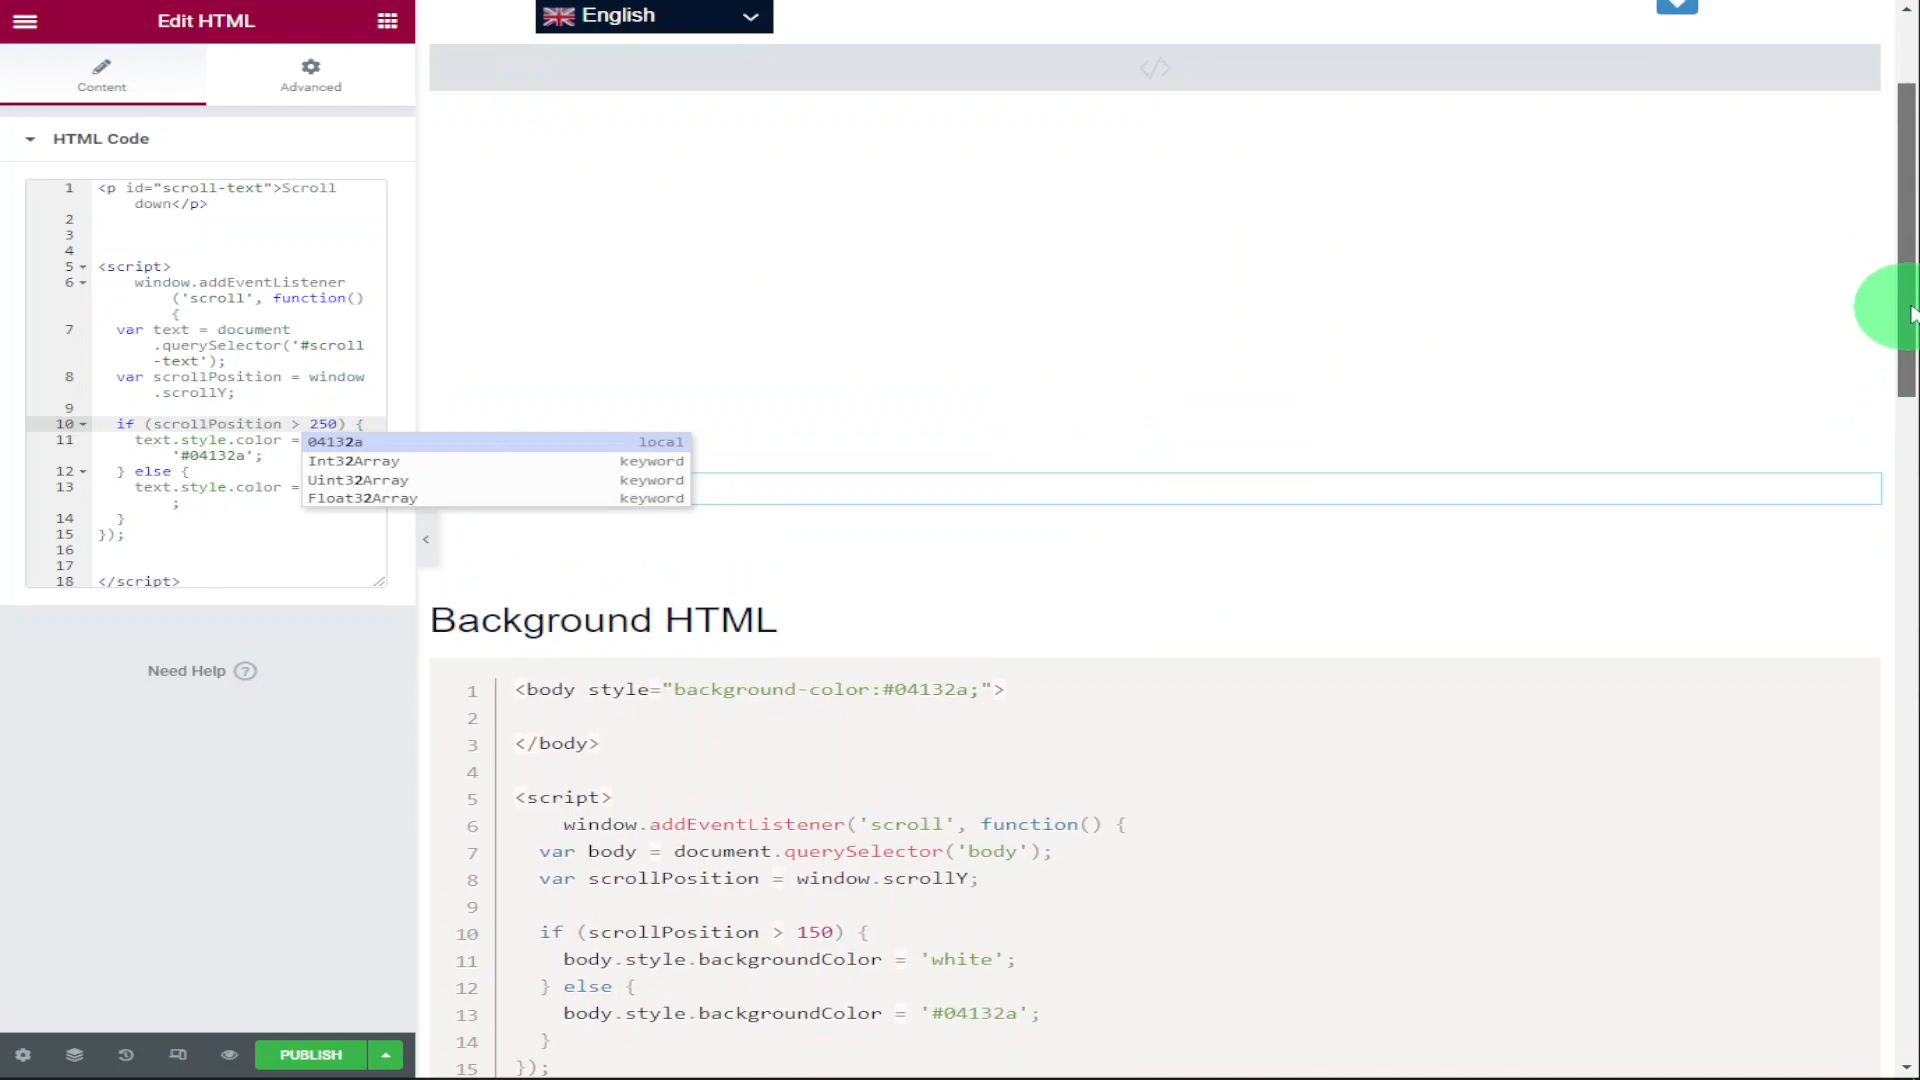 Edit HTML
English
Content
Advanced
HTML Code
1 <p id="scroll-text">Scroll
down</p>
2
3
4
5 <script>
6 window.addEventListener
('scroll', function()
{
7 var text = document
.querySelector('#scroll
-text');
8 var scrollPosition = window
.scrollY;
9
10 if (scrollPosition > 250) {
11 text.style.color =
'#04132a';
12 } else {
13 text.style.color =
;
14 }
15 });
16
17
18 </script>
04132a local
Int32Array keyword
Uint32Array keyword
Float32Array keyword
Need Help ?
PUBLISH
Background HTML
1 <body style="background-color:#04132a;">
2
3 </body>
4
5 <script>
6 window.addEventListener('scroll', function() {
7 var body = document.querySelector('body');
8 var scrollPosition = window.scrollY;
9
10 if (scrollPosition > 150) {
11 body.style.backgroundColor = 'white';
12 } else {
13 body.style.backgroundColor = '#04132a';
14 }
15 });